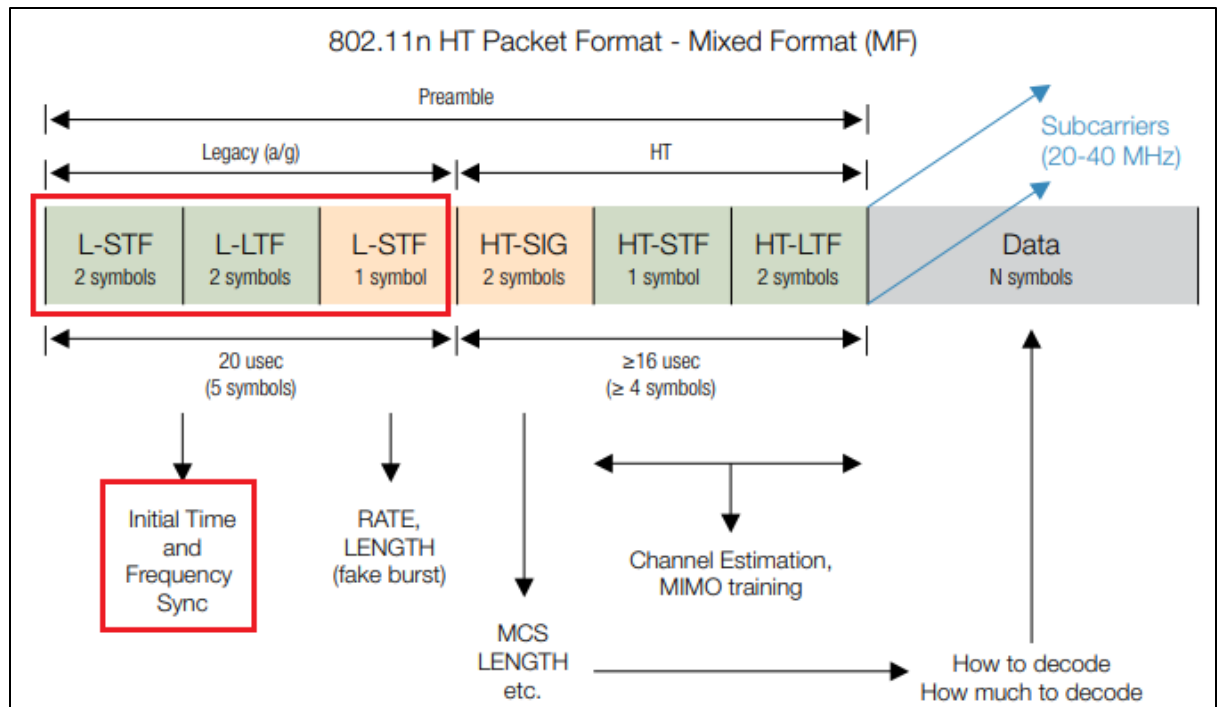 802.11n HT Packet Format - Mixed Format (MF)
Preamble
Legacy (a/g)
HT
Subcarriers
(20-40 MHz)
L-STF
2 symbols
L-LTF
2 symbols
L-STF
1 symbol
HT-SIG
2 symbols
HT-STF
1 symbol
HT-LTF
2 symbols
Data
N symbols
20 usec
(5 symbols)
≥16 usec
(≥ 4 symbols)
Initial Time
and
Frequency
Sync
RATE,
LENGTH
(fake burst)
Channel Estimation,
MIMO training
MCS
LENGTH
etc.
How to decode
How much to decode